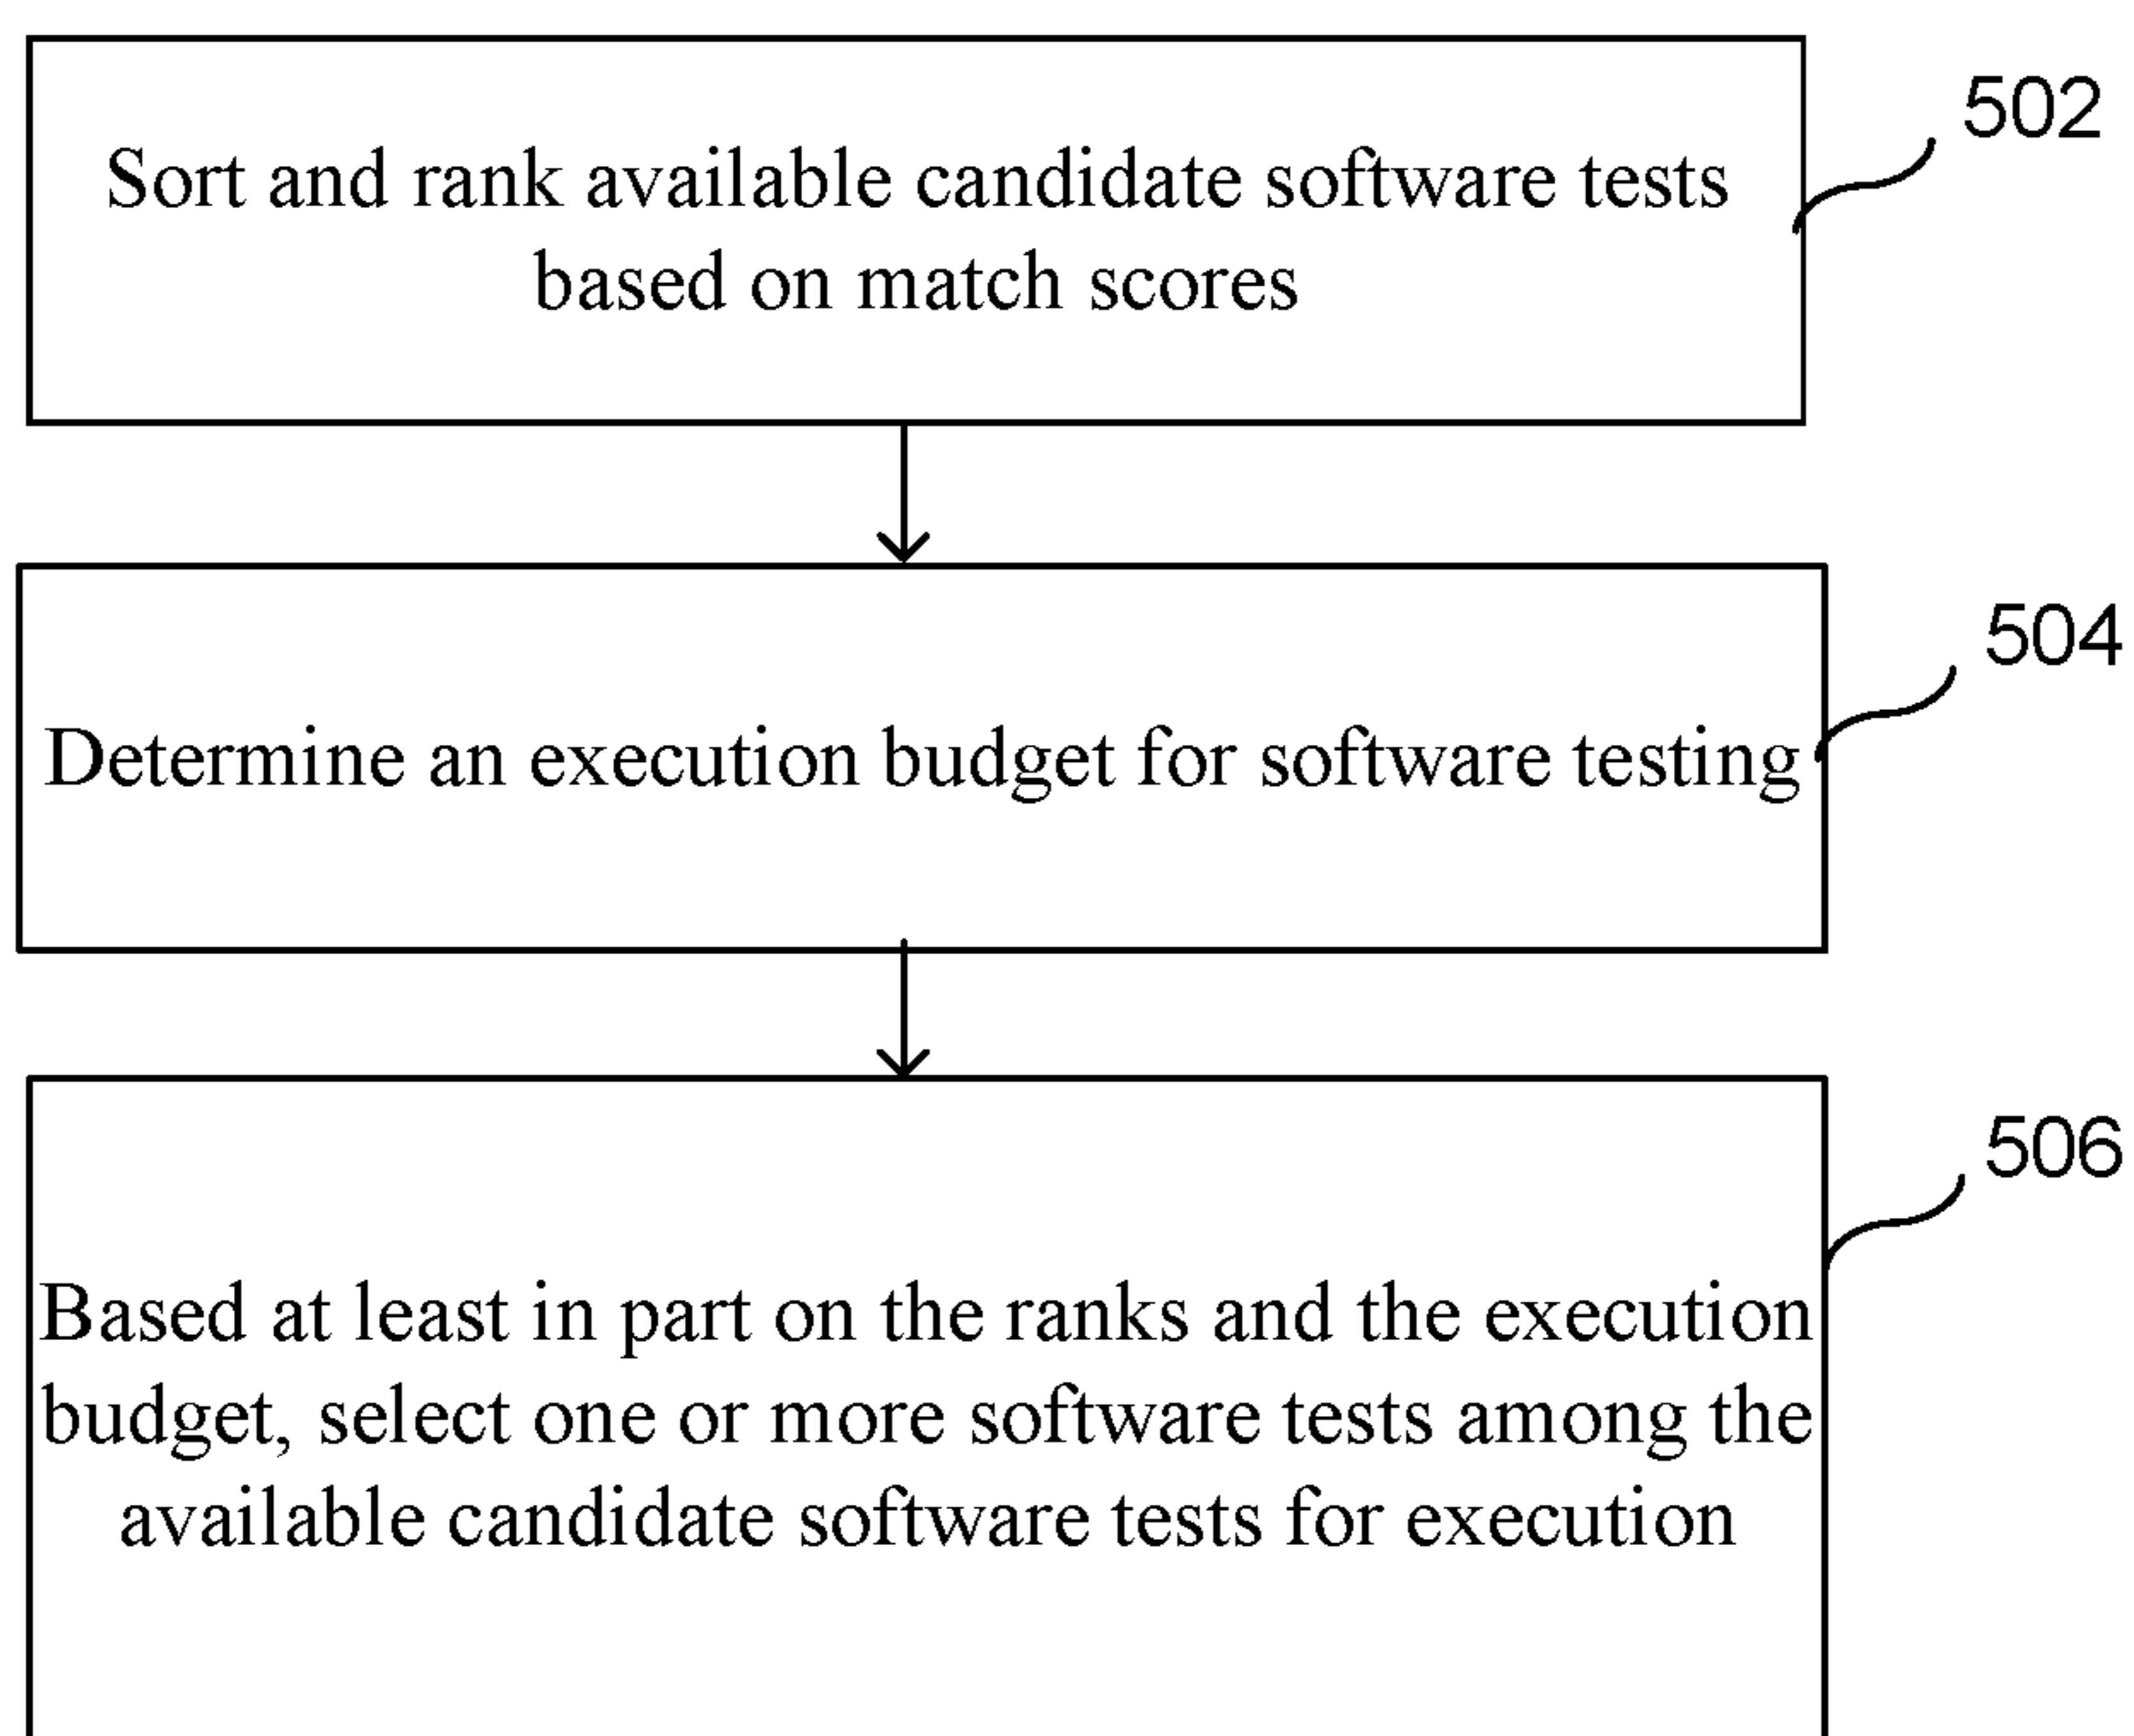 502
Sort and rank available candidate software tests
based on match scores
504
Determine an execution budget for software testing
506
Based at least in part on the ranks and the execution
budget, select one or more software tests among the
available candidate software tests for execution